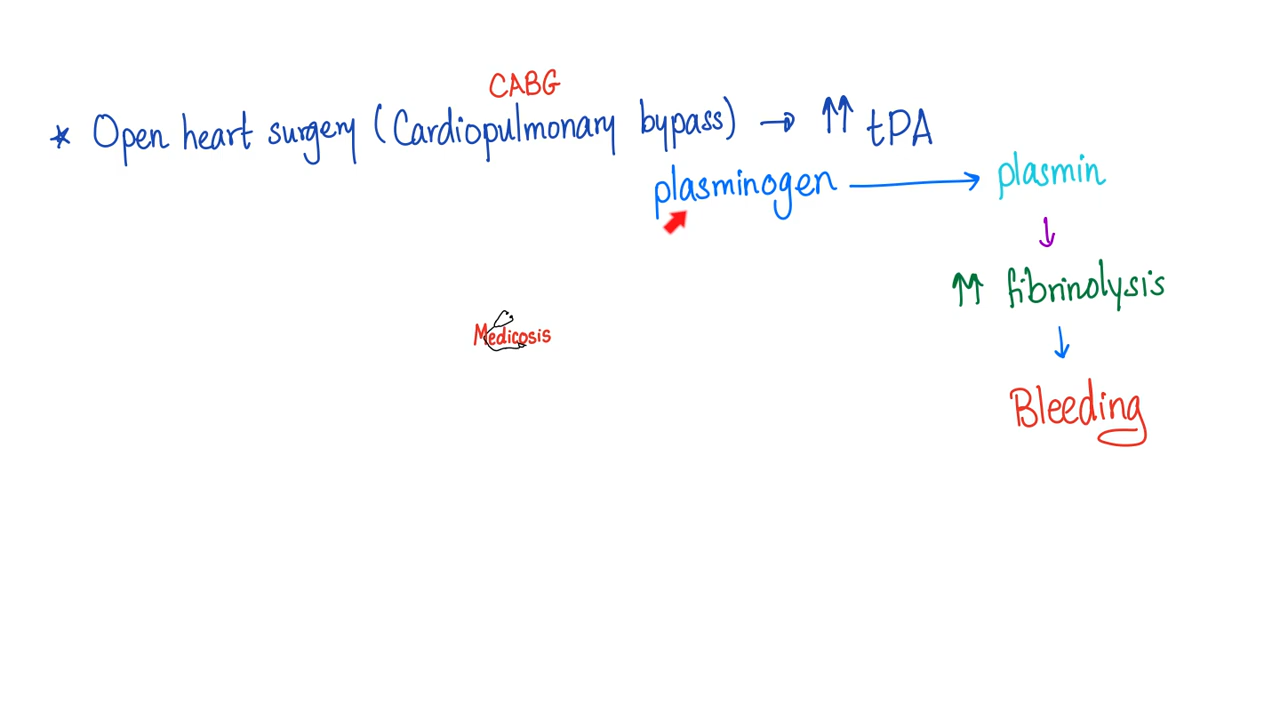 CABG
* Open heart surgery (Cardiopulmonary bypass) → ↑↑ tPA
plasminogen → plasmin
↓
↑↑ fibrinolysis
↓
Medicosis
Bleeding